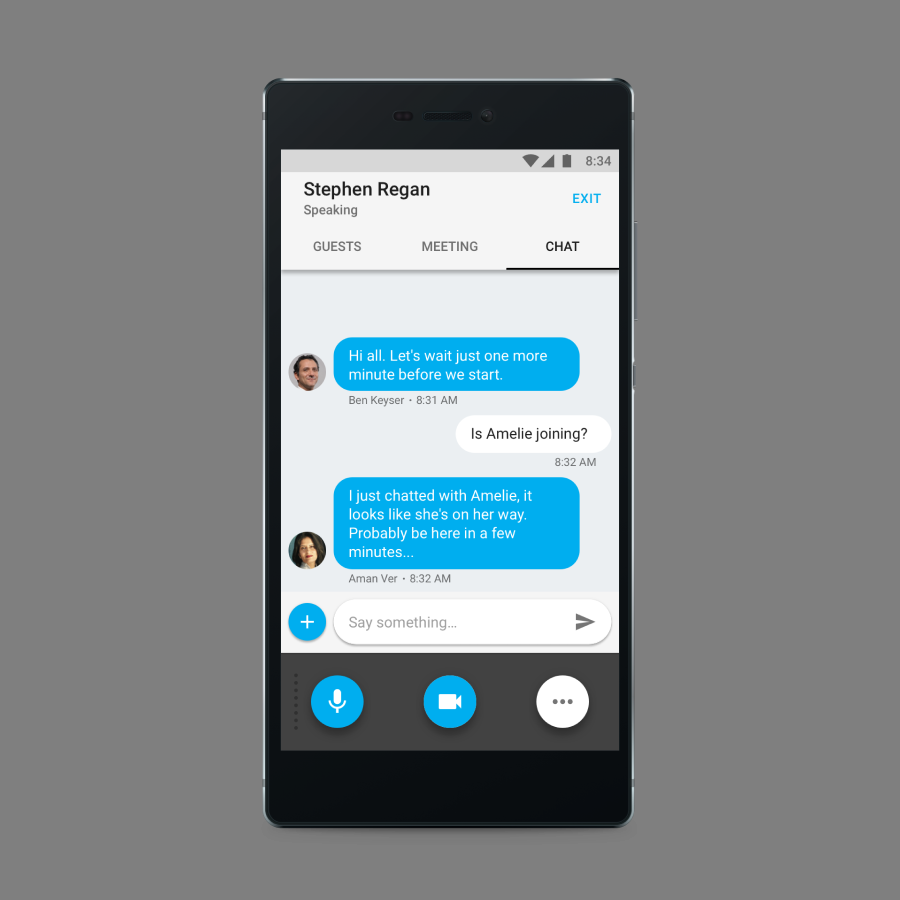 8:34
Stephen Regan
Speaking
EXIT
GUESTS MEETING CHAT
Hi all. Let's wait just one more
minute before we start.
Ben Keyser • 8:31 AM
Is Amelie joining?
8:32 AM
I just chatted with Amelie, it
looks like she's on her way.
Probably be here in a few
minutes...
Aman Ver • 8:32 AM
Say something...